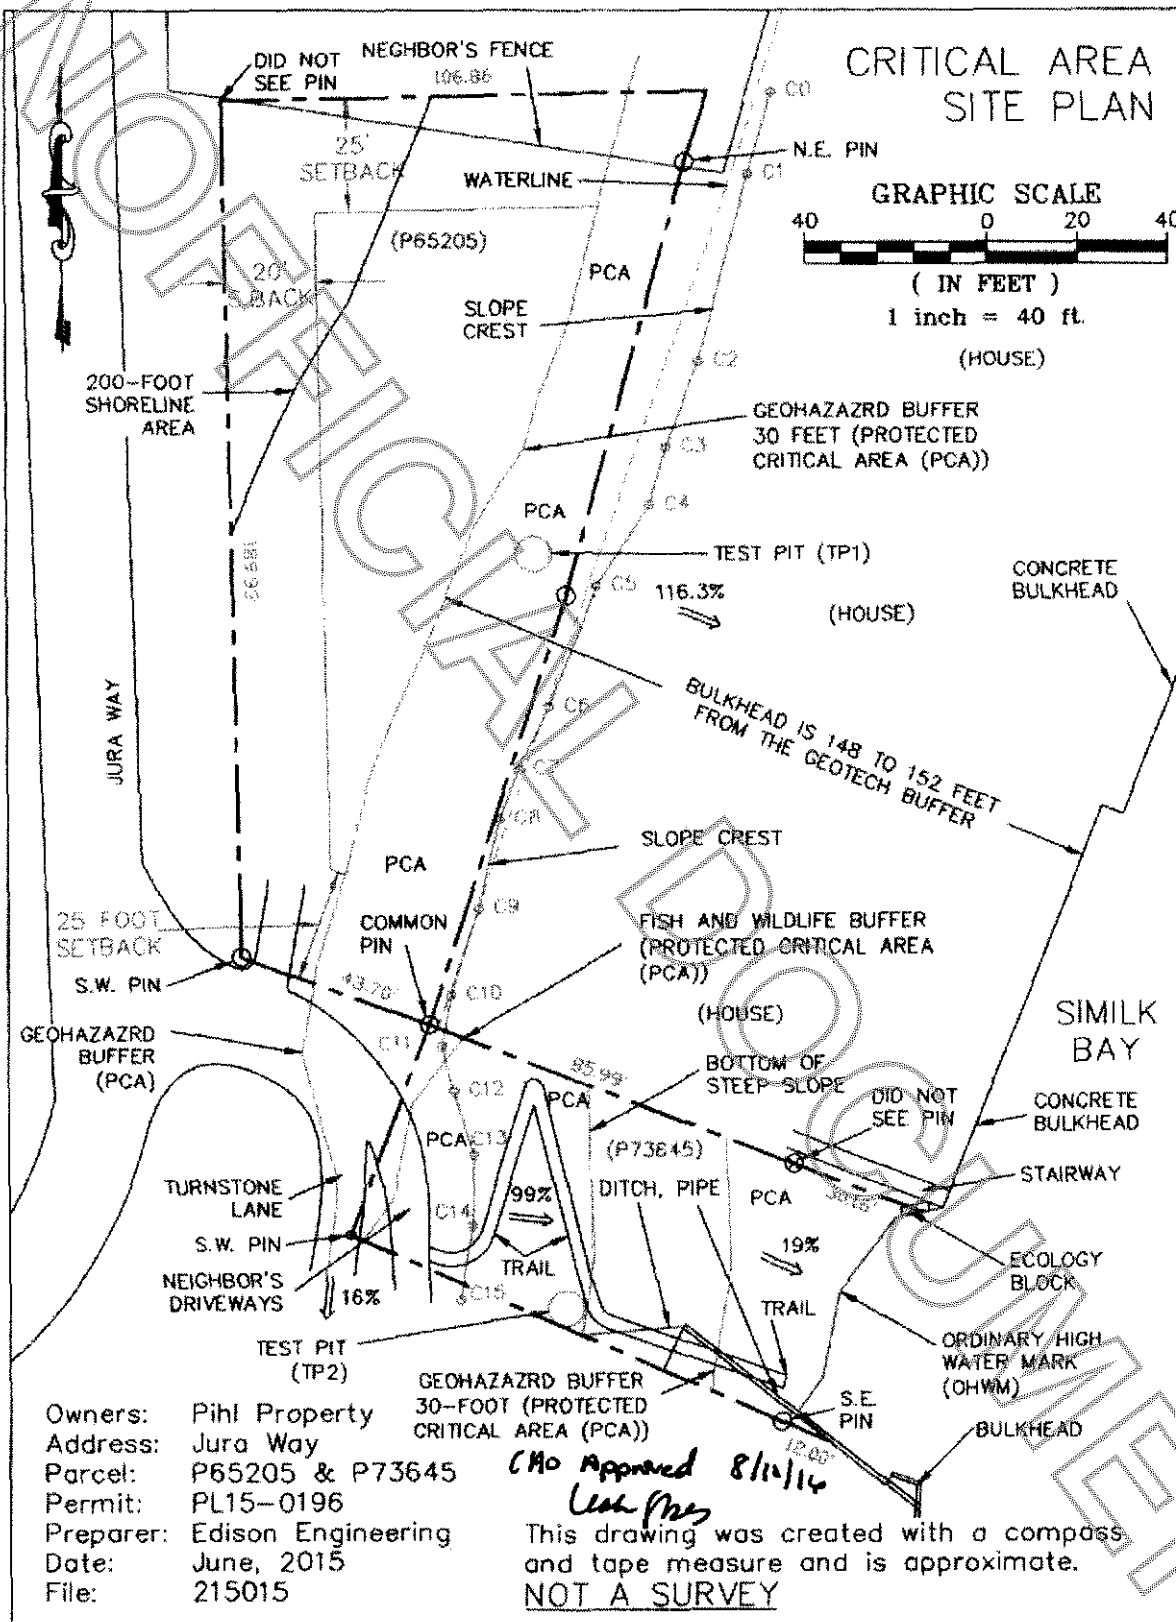 CRITICAL AREA
SITE PLAN
DID NOT
SEE PIN
NEGHBOR'S FENCE
106.86
C0
25'
SETBACK
N.E. PIN
C1
WATERLINE
GRAPHIC SCALE
40 0 20 40
( IN FEET )
1 inch = 40 ft.
(P65205)
PCA
20'
S.BACK
SLOPE
CREST
C2
(HOUSE)
200-FOOT
SHORELINE
AREA
GEOHAZAZRD BUFFER
30 FEET (PROTECTED
CRITICAL AREA (PCA))
C3
C4
PCA
TEST PIT (TP1)
CONCRETE
BULKHEAD
C5
116.3%
(HOUSE)
JURA WAY
BULKHEAD IS 148 TO 152 FEET
FROM THE GEOTECH BUFFER
C6
C7
C8
SLOPE CREST
PCA
C9
25 FOOT
SETBACK
COMMON
PIN
FISH AND WILDLIFE BUFFER
(PROTECTED CRITICAL AREA
(PCA))
S.W. PIN
43.70'
C10
(HOUSE)
SIMILK
BAY
GEOHAZAZRD
BUFFER
(PCA)
C11
85.99'
BOTTOM OF
STEEP SLOPE
C12
PCA
DID NOT
SEE PIN
CONCRETE
BULKHEAD
PCA
C13
(P73645)
STAIRWAY
TURNSTONE
LANE
99%
DITCH, PIPE
PCA
C14
S.W. PIN
19%
ECOLOGY
BLOCK
NEIGHBOR'S
DRIVEWAYS
16%
TRAIL
C15
TRAIL
TEST PIT
(TP2)
ORDINARY HIGH
WATER MARK
(OHWM)
GEOHAZAZRD BUFFER
30-FOOT (PROTECTED
CRITICAL AREA (PCA))
S.E.
PIN
12.00'
BULKHEAD
Owners: Pihl Property
Address: Jura Way
Parcel: P65205 & P73645
Permit: PL15-0196
Preparer: Edison Engineering
Date: June, 2015
File: 215015
Approved
This drawing was created with a compass
and tape measure and is approximate.
NOT A SURVEY
UNOFFICIAL DOCUMENT